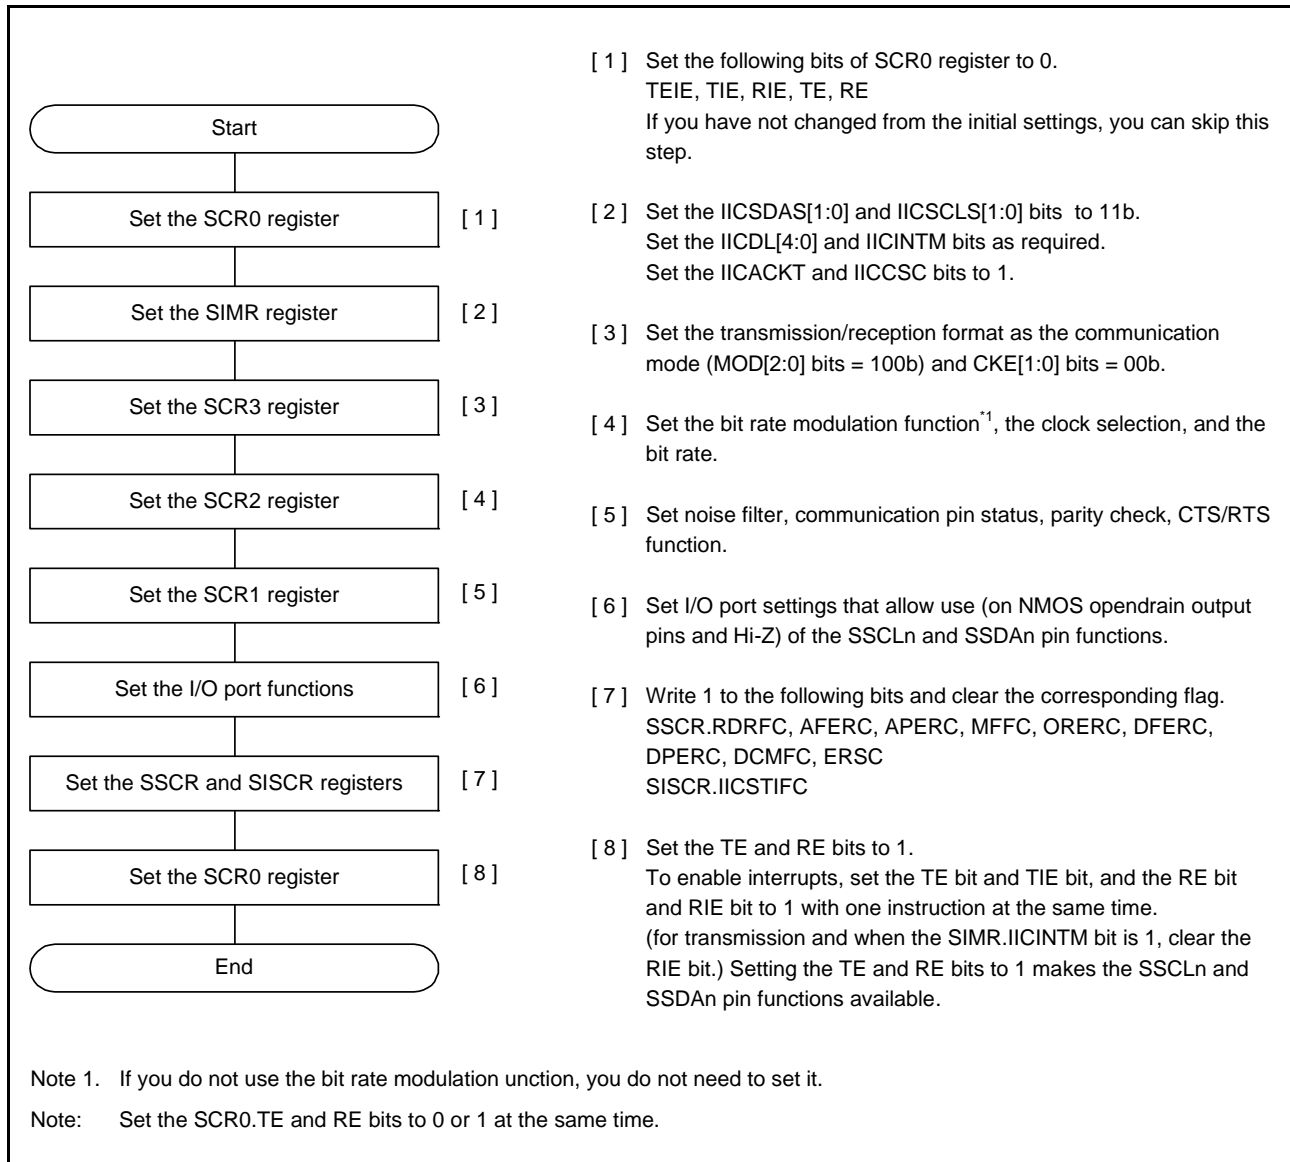 Start
Set the SCR0 register [ 1 ]
Set the SIMR register [ 2 ]
Set the SCR3 register [ 3 ]
Set the SCR2 register [ 4 ]
Set the SCR1 register [ 5 ]
Set the I/O port functions [ 6 ]
Set the SSCR and SISCR registers [ 7 ]
Set the SCR0 register [ 8 ]
End
[ 1 ] Set the following bits of SCR0 register to 0.
TEIE, TIE, RIE, TE, RE
If you have not changed from the initial settings, you can skip this
step.
[ 2 ] Set the IICSDAS[1:0] and IICSCLS[1:0] bits to 11b.
Set the IICDL[4:0] and IICINTM bits as required.
Set the IICACKT and IICCSC bits to 1.
[ 3 ] Set the transmission/reception format as the communication
mode (MOD[2:0] bits = 100b) and CKE[1:0] bits = 00b.
[ 4 ] Set the bit rate modulation function*1, the clock selection, and the
bit rate.
[ 5 ] Set noise filter, communication pin status, parity check, CTS/RTS
function.
[ 6 ] Set I/O port settings that allow use (on NMOS opendrain output
pins and Hi-Z) of the SSCLn and SSDAn pin functions.
[ 7 ] Write 1 to the following bits and clear the corresponding flag.
SSCR.RDRFC, AFERC, APERC, MFFC, ORERC, DFERC,
DPERC, DCMFC, ERSC
SISCR.IICSTIFC
[ 8 ] Set the TE and RE bits to 1.
To enable interrupts, set the TE bit and TIE bit, and the RE bit
and RIE bit to 1 with one instruction at the same time.
(for transmission and when the SIMR.IICINTM bit is 1, clear the
RIE bit.) Setting the TE and RE bits to 1 makes the SSCLn and
SSDAn pin functions available.
Note 1. If you do not use the bit rate modulation unction, you do not need to set it.
Note: Set the SCR0.TE and RE bits to 0 or 1 at the same time.